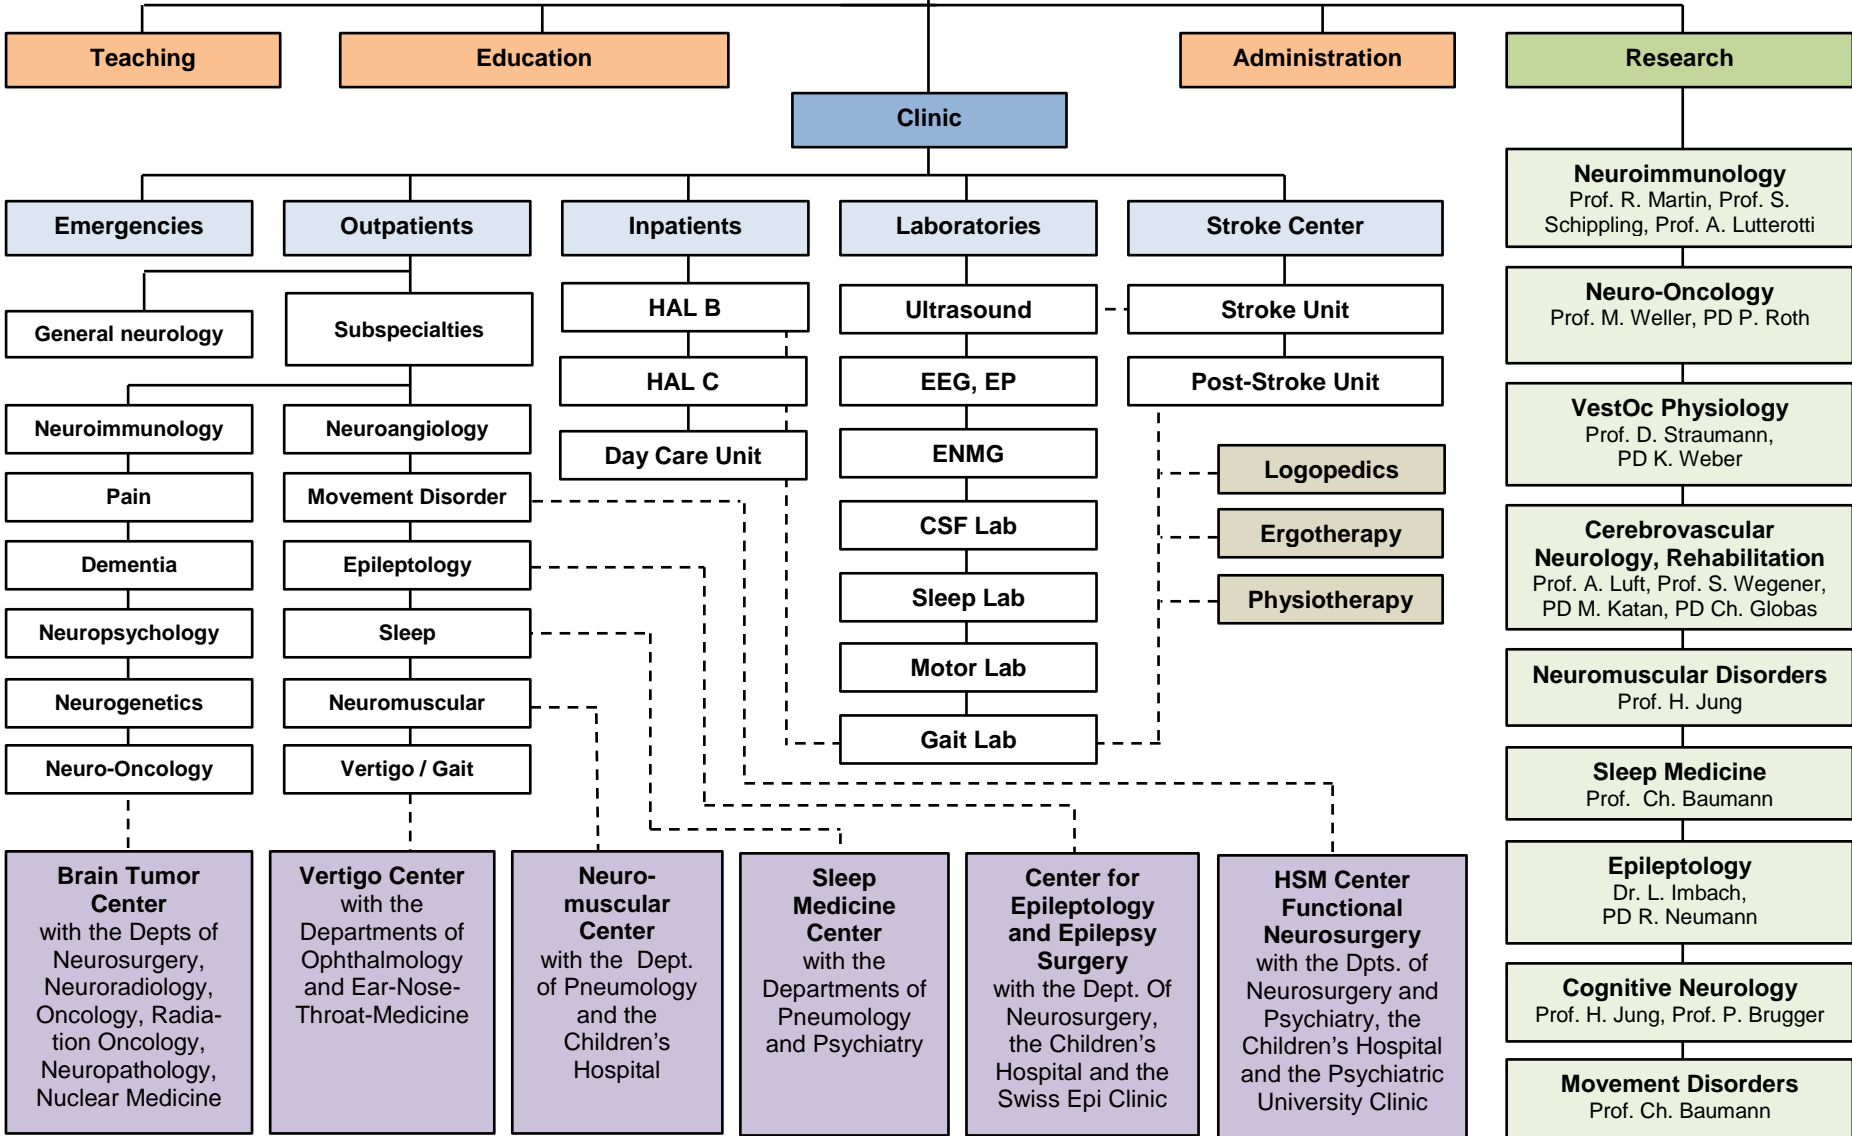 Teaching
Education
Administration
Research
Clinic
Emergencies
Outpatients
Inpatients
Laboratories
Stroke Center
General neurology
Subspecialties
Neuroimmunology
Pain
Dementia
Neuropsychology
Neurogenetics
Neuro-Oncology
Neuroangiology
Movement Disorder
Epileptology
Sleep
Neuromuscular
Vertigo / Gait
HAL B
HAL C
Day Care Unit
Ultrasound
EEG, EP
ENMG
CSF Lab
Sleep Lab
Motor Lab
Gait Lab
Stroke Unit
Post-Stroke Unit
Logopedics
Ergotherapy
Physiotherapy
Brain Tumor
Center
with the Depts of
Neurosurgery,
Neuroradiology,
Oncology, Radia-
tion Oncology,
Neuropathology,
Nuclear Medicine
Vertigo Center
with the
Departments of
Ophthalmology
and Ear-Nose-
Throat-Medicine
Neuro-
muscular
Center
with the Dept.
of Pneumology
and the
Children's
Hospital
Sleep
Medicine
Center
with the
Departments of
Pneumology
and Psychiatry
Center for
Epileptology
and Epilepsy
Surgery
with the Dept. Of
Neurosurgery,
the Children's
Hospital and the
Swiss Epi Clinic
HSM Center
Functional
Neurosurgery
with the Dpts. of
Neurosurgery and
Psychiatry, the
Children's Hospital
and the Psychiatric
University Clinic
Neuroimmunology
Prof. R. Martin, Prof. S.
Schippling, Prof. A. Lutterotti
Neuro-Oncology
Prof. M. Weller, PD P. Roth
VestOc Physiology
Prof. D. Straumann,
PD K. Weber
Cerebrovascular
Neurology, Rehabilitation
Prof. A. Luft, Prof. S. Wegener,
PD M. Katan, PD Ch. Globas
Neuromuscular Disorders
Prof. H. Jung
Sleep Medicine
Prof. Ch. Baumann
Epileptology
Dr. L. Imbach,
PD R. Neumann
Cognitive Neurology
Prof. H. Jung, Prof. P. Brugger
Movement Disorders
Prof. Ch. Baumann